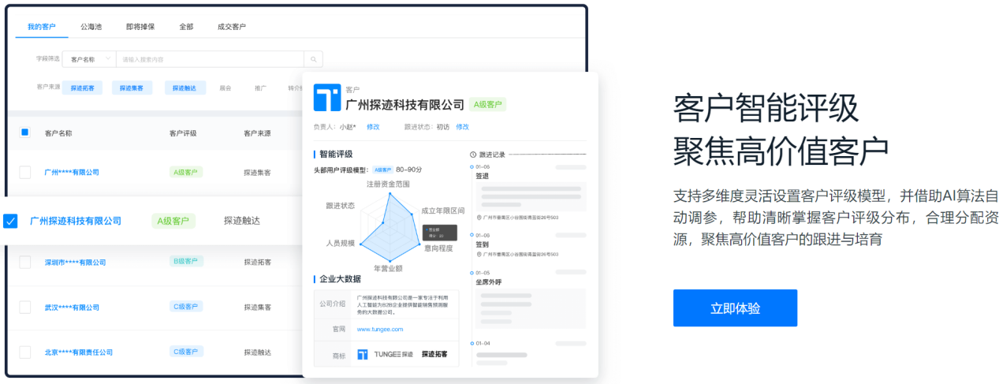 我的客户 公海池 即将掉保 全部 成交客户
字段筛选 客户名称 请输入搜索内容
客户来源 探迹拓客 探迹集客 探迹触达 展会 推广 转介
客户名称 客户评级 客户来源
广州****有限公司 A级客户 探迹集客
广州探迹科技有限公司 A级客户 探迹触达
深圳市****有限公司 B级客户 探迹拓客
武汉****有限公司 C级客户 探迹集客
北京****有限责任公司 C级客户 探迹触达
客户
广州探迹科技有限公司 A级客户
负责人：小赵* 修改 跟进状态：初访 修改
智能评级
头部用户评级模型： A级客户 80-90分
注册资金范围
跟进状态
成立年限区间
营业额
人员规模
意向程度
年营业额
企业大数据
公司介绍
广州探迹科技有限公司是一家专注于利用
人工智能为B2B企业提供智能销售预测服
务的大数据公司。
官网 www.tungee.com
商标 TUNGEE探迹 探迹拓客
跟进记录
01-06
签退
广州市番禺区小谷围街青蓝街26号503
01-06
签到
广州市番禺区小谷围街青蓝街26号503
01-05
坐席外呼
01-04
客户智能评级
聚焦高价值客户
支持多维度灵活设置客户评级模型，并借助AI算法自
动调参，帮助清晰掌握客户评级分布，合理分配资
源，聚焦高价值客户的跟进与培育
立即体验